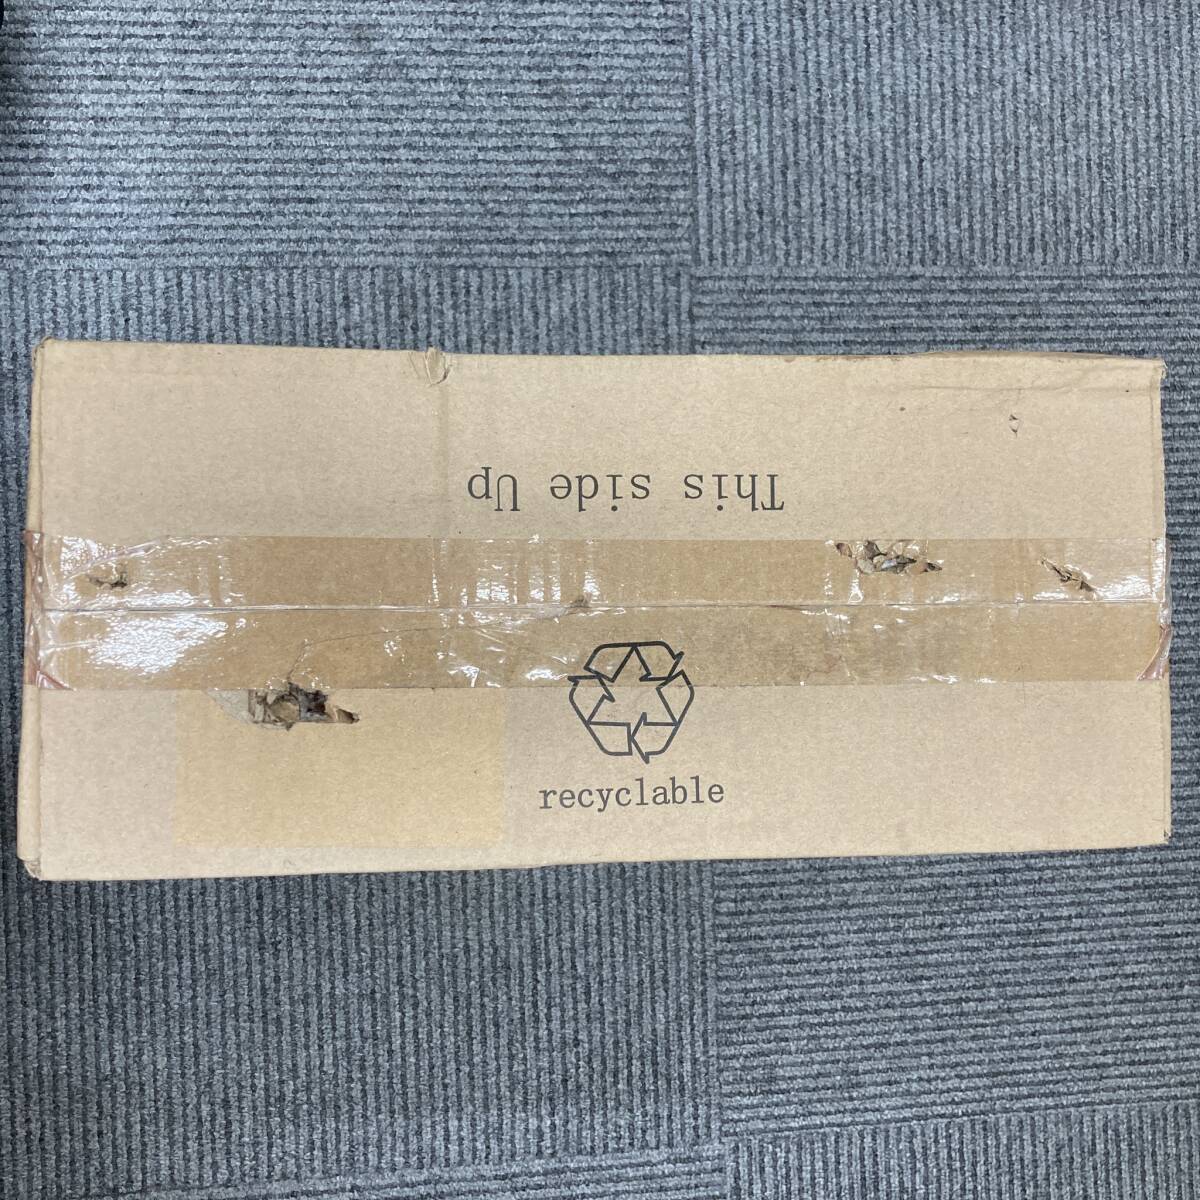 This side Up
recyclable